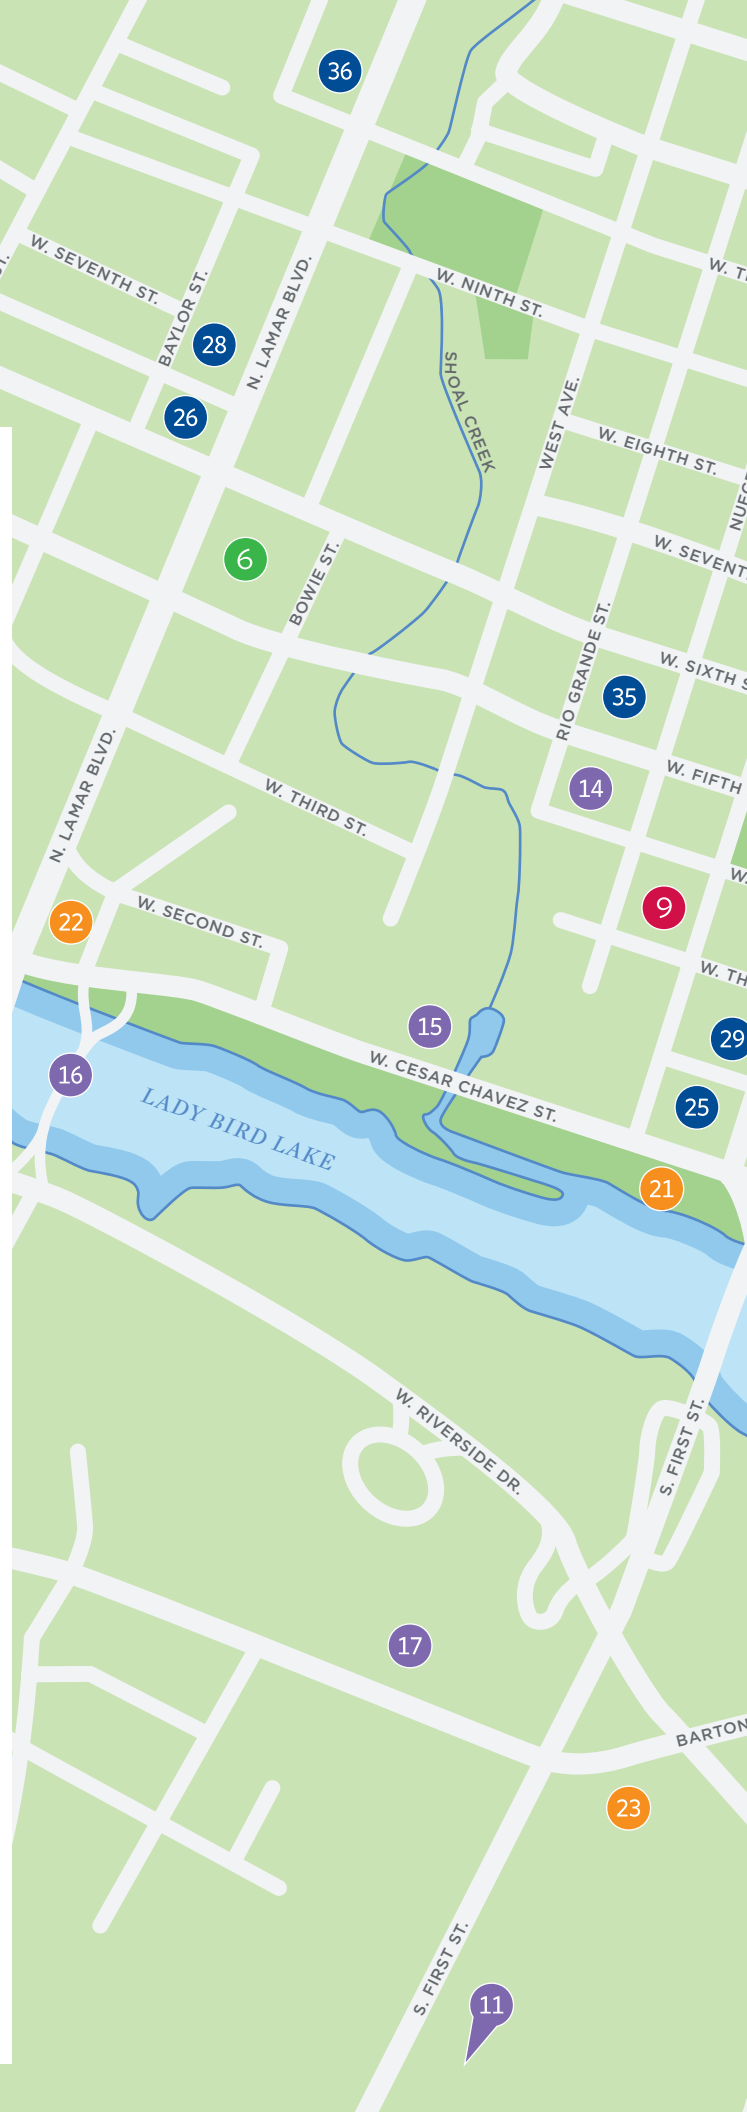 36
W. SEVENTH ST.
W. NINTH ST.
BAYLOR ST.
N. LAMAR BLVD.
28
SHOAL CREEK
WEST AVE.
26
W. EIGHTH ST.
6
BOWIE ST.
W. SEVENT
RIO GRANDE ST.
W. SIXTH S
35
W. FIFTH
14
N. LAMAR BLVD.
W. THIRD ST.
W.
9
22
W. SECOND ST.
W. TH
15
29
16
W. CESAR CHAVEZ ST.
25
LADY BIRD LAKE
21
W. RIVERSIDE DR.
S. FIRST ST.
17
BARTON
23
S. FIRST ST.
11